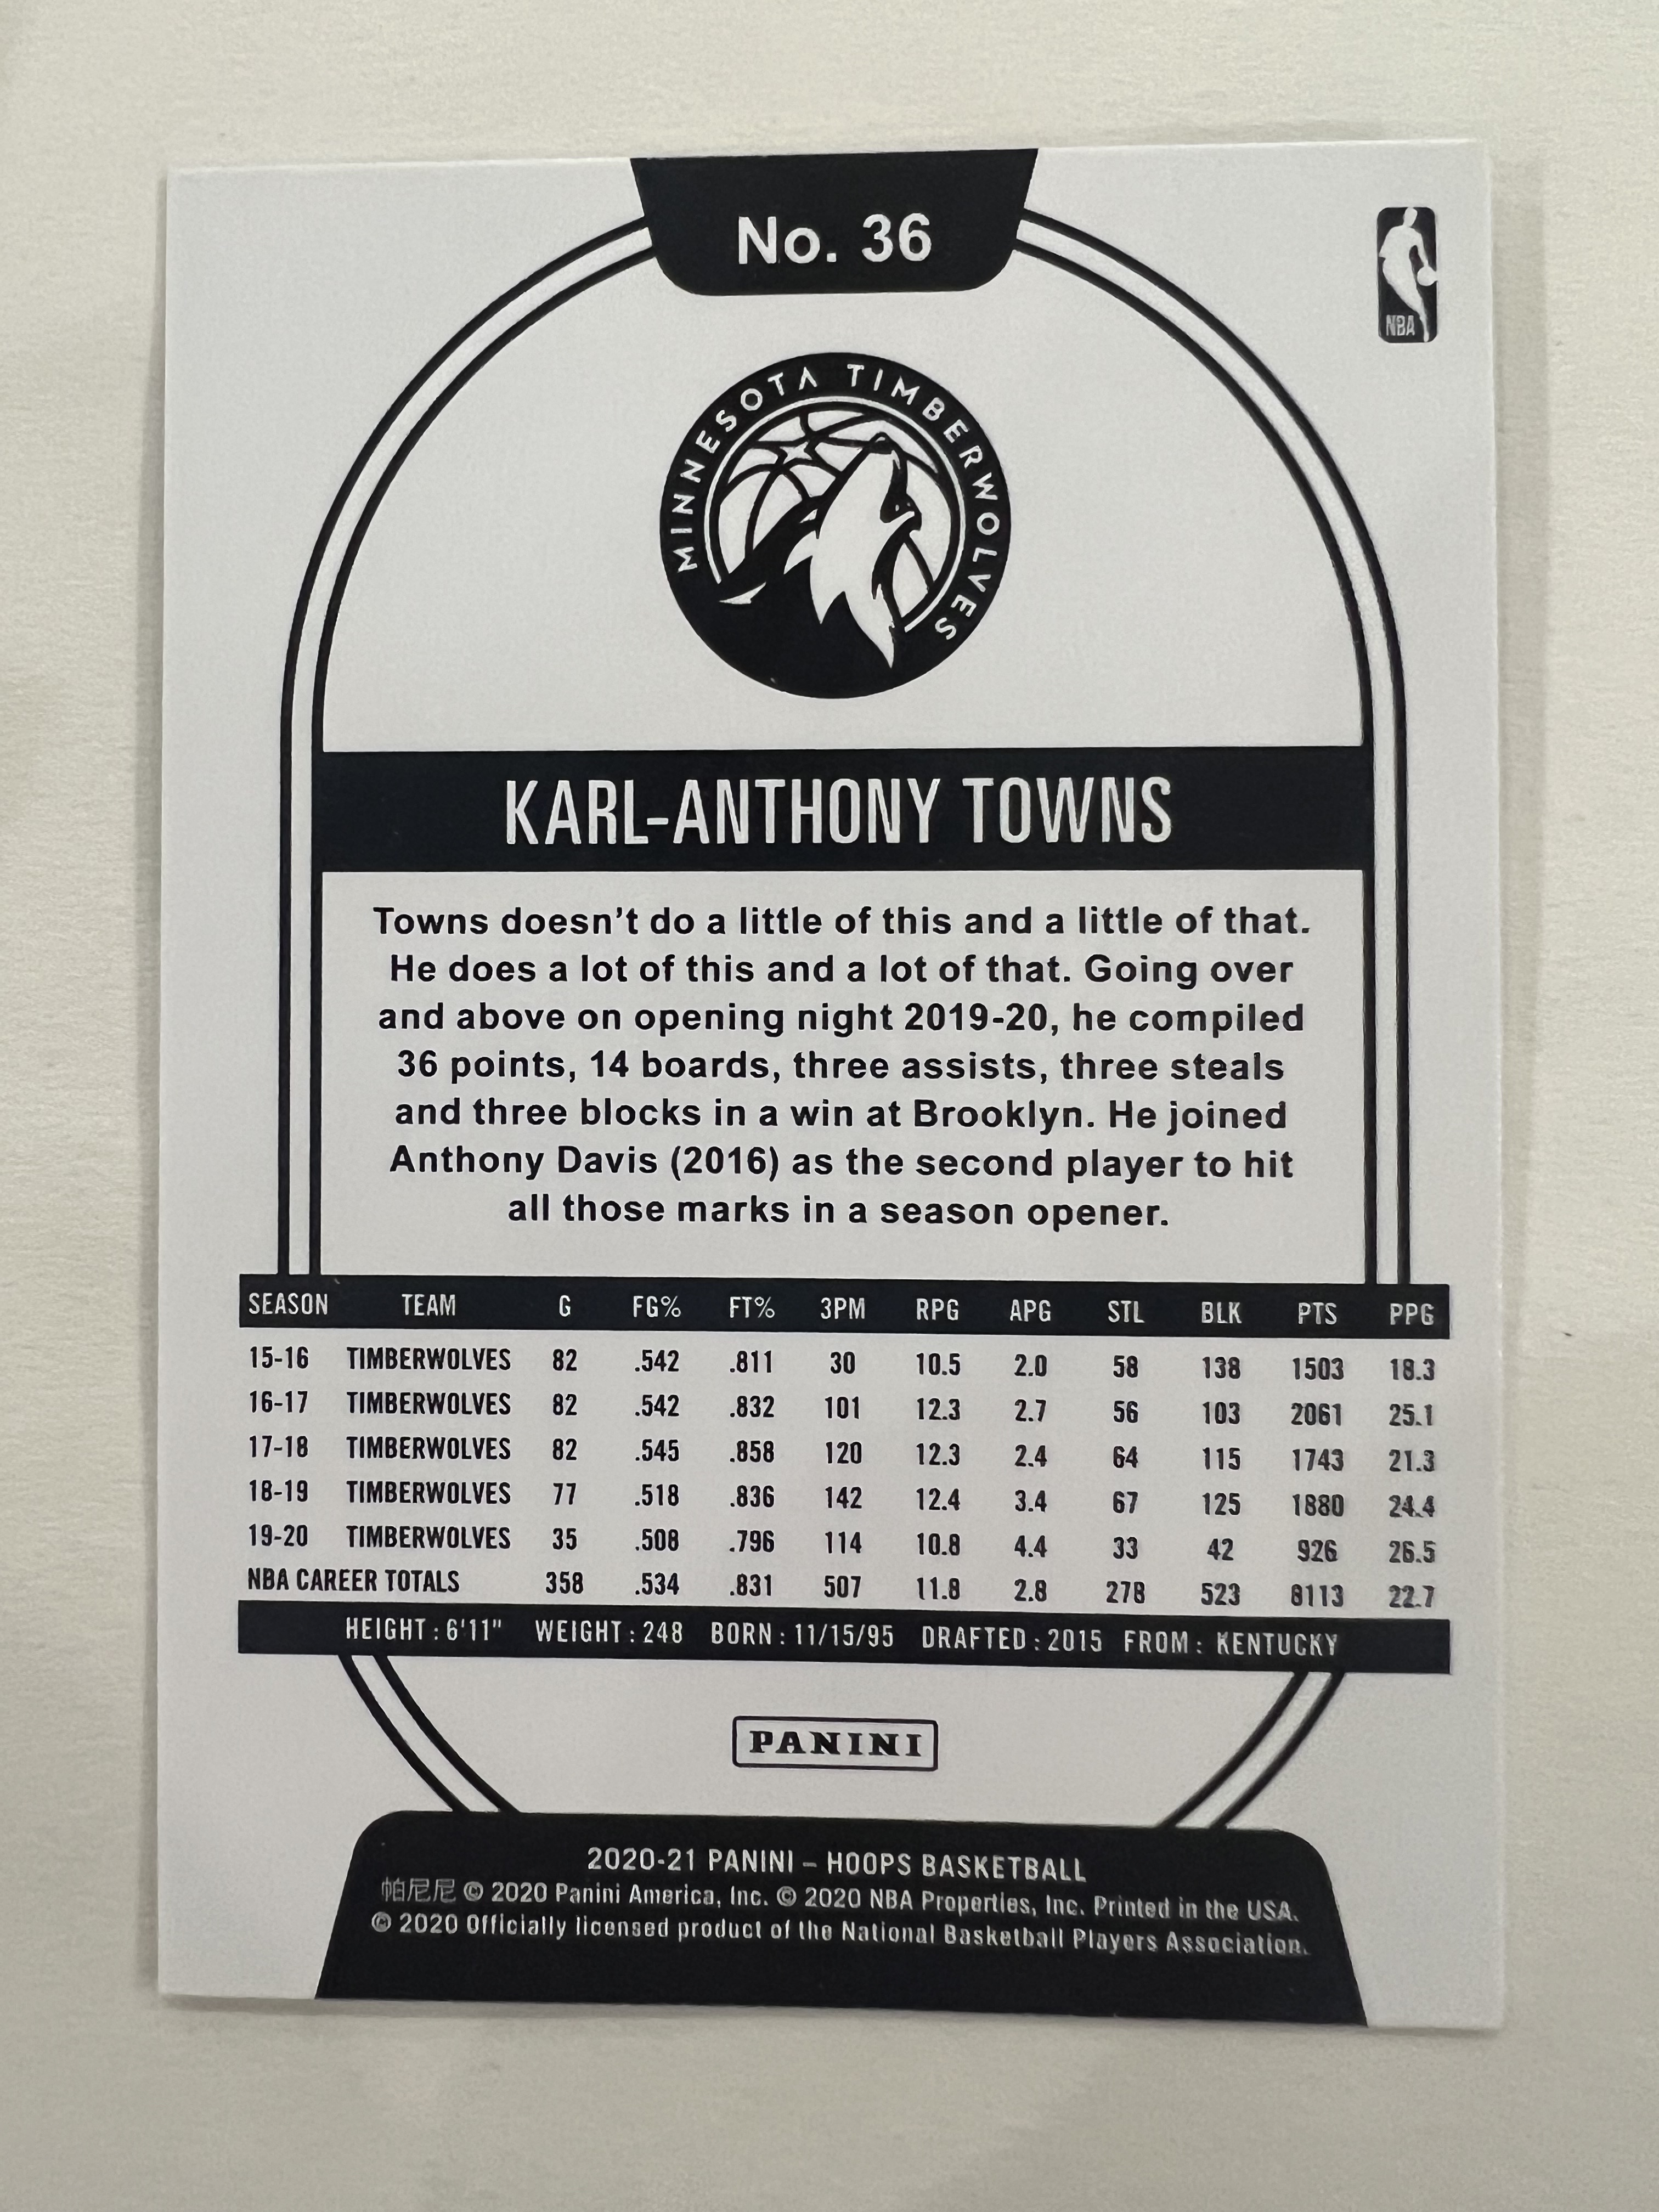 No. 36
NBA
MINNESOTA TIMBERWOLVES
KARL-ANTHONY TOWNS
Towns doesn't do a little of this and a little of that.
He does a lot of this and a lot of that. Going over
and above on opening night 2019-20, he compiled
36 points, 14 boards, three assists, three steals
and three blocks in a win at Brooklyn. He joined
Anthony Davis (2016) as the second player to hit
all those marks in a season opener.
SEASON TEAM G FG% FT% 3PM RPG APG STL BLK PTS PPG
15-16 TIMBERWOLVES 82 .542 .811 30 10.5 2.0 58 138 1503 18.3
16-17 TIMBERWOLVES 82 .542 .832 101 12.3 2.7 56 103 2061 25.1
17-18 TIMBERWOLVES 82 .545 .858 120 12.3 2.4 64 115 1743 21.3
18-19 TIMBERWOLVES 77 .518 .836 142 12.4 3.4 67 125 1880 24.4
19-20 TIMBERWOLVES 35 .508 .796 114 10.8 4.4 33 42 926 26.5
NBA CAREER TOTALS 358 .534 .831 507 11.8 2.8 278 523 8113 22.7
HEIGHT : 6'11" WEIGHT : 248 BORN : 11/15/95 DRAFTED : 2015 FROM : KENTUCKY
PANINI
2020-21 PANINI – HOOPS BASKETBALL
帕尼尼 © 2020 Panini America, Inc. © 2020 NBA Properties, Inc. Printed in the USA.
© 2020 Officially licensed product of the National Basketball Players Association.